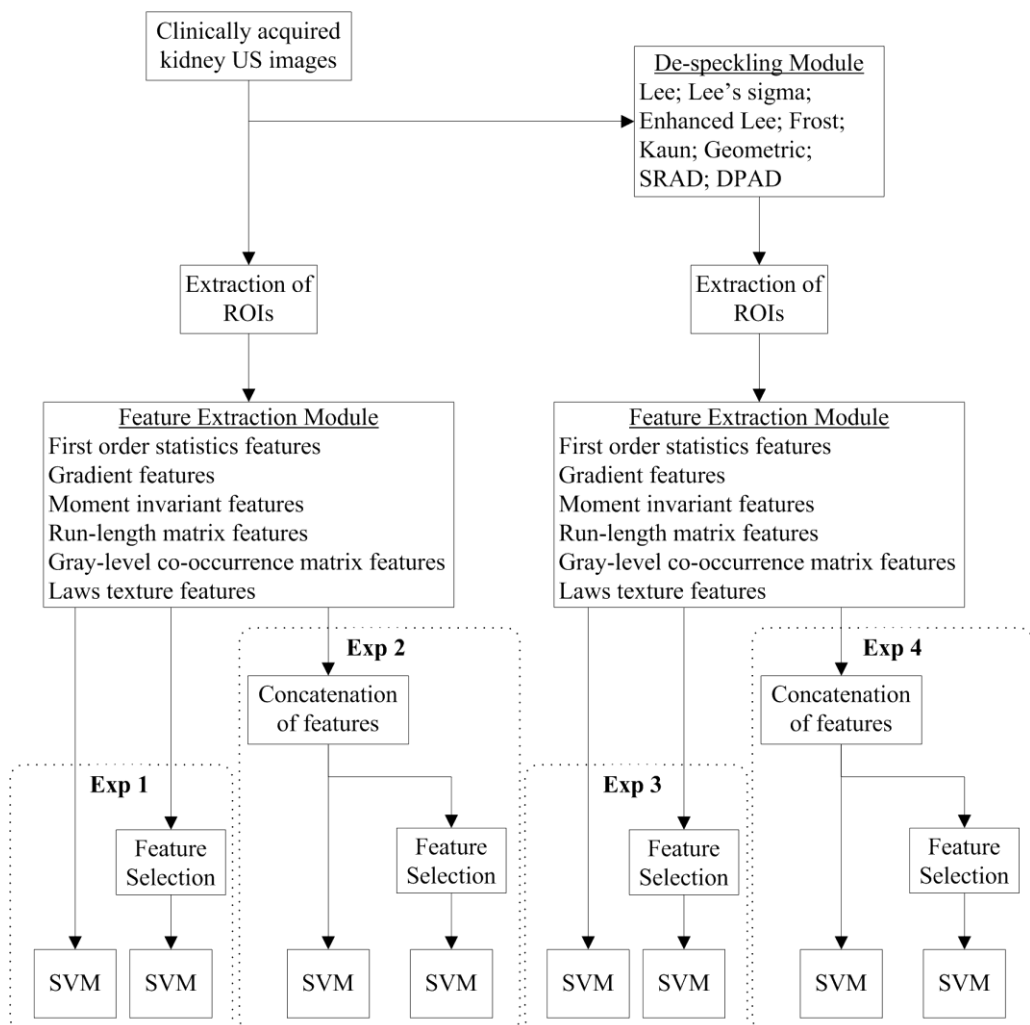 Clinically acquired
kidney US images
De-speckling Module
Lee; Lee's sigma;
Enhanced Lee; Frost;
Kaun; Geometric;
SRAD; DPAD
Extraction of
ROIs
Extraction of
ROIs
Feature Extraction Module
First order statistics features
Gradient features
Moment invariant features
Run-length matrix features
Gray-level co-occurrence matrix features
Laws texture features
Feature Extraction Module
First order statistics features
Gradient features
Moment invariant features
Run-length matrix features
Gray-level co-occurrence matrix features
Laws texture features
Exp 2
Concatenation
of features
Exp 4
Concatenation
of features
Exp 1
Feature
Selection
Feature
Selection
Exp 3
Feature
Selection
Feature
Selection
SVM
SVM
SVM
SVM
SVM
SVM
SVM
SVM